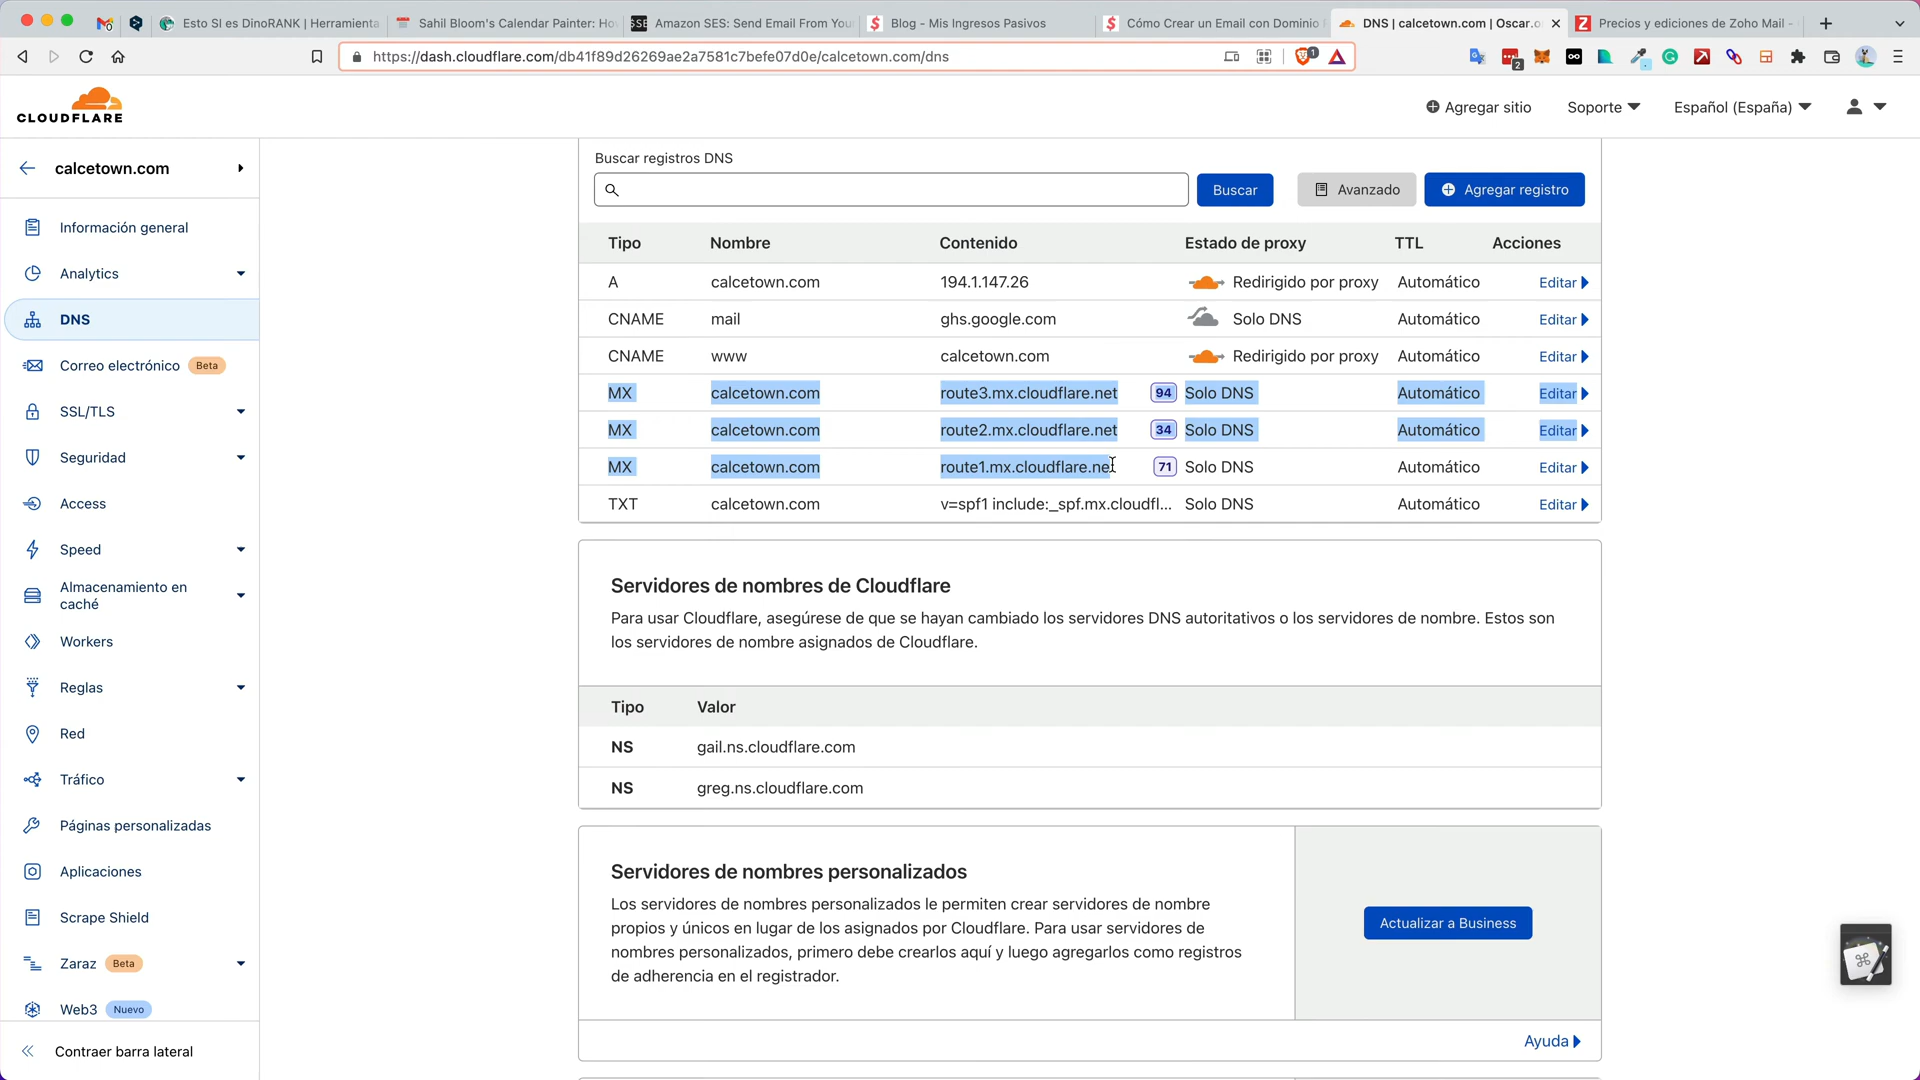 Esto SI es DinoRANK | Herramienta
Sahil Bloom's Calendar Painter: Ho
Amazon SES: Send Email From You
Blog - Mis Ingresos Pasivos
Cómo Crear un Email con Dominio
DNS | calcetown.com | Oscar.o
Precios y ediciones de Zoho Mail -
https://dash.cloudflare.com/db41f89d26269ae2a7581c7befe07d0e/calcetown.com/dns
1
2
CLOUDFLARE
Agregar sitio
Soporte
Español (España)
calcetown.com
Información general
Analytics
DNS
Correo electrónico Beta
SSL/TLS
Seguridad
Access
Speed
Almacenamiento en
caché
Workers
Reglas
Red
Tráfico
Páginas personalizadas
Aplicaciones
Scrape Shield
Zaraz Beta
Web3 Nuevo
Contraer barra lateral
Buscar registros DNS
Buscar
Avanzado
Agregar registro
Tipo Nombre Contenido Estado de proxy TTL Acciones
A calcetown.com 194.1.147.26 Redirigido por proxy Automático Editar
CNAME mail ghs.google.com Solo DNS Automático Editar
CNAME www calcetown.com Redirigido por proxy Automático Editar
MX calcetown.com route3.mx.cloudflare.net 94 Solo DNS Automático Editar
MX calcetown.com route2.mx.cloudflare.net 34 Solo DNS Automático Editar
MX calcetown.com route1.mx.cloudflare.net 71 Solo DNS Automático Editar
TXT calcetown.com v=spf1 include:_spf.mx.cloudfl... Solo DNS Automático Editar
Servidores de nombres de Cloudflare
Para usar Cloudflare, asegúrese de que se hayan cambiado los servidores DNS autoritativos o los servidores de nombre. Estos son
los servidores de nombre asignados de Cloudflare.
Tipo Valor
NS gail.ns.cloudflare.com
NS greg.ns.cloudflare.com
Servidores de nombres personalizados
Los servidores de nombres personalizados le permiten crear servidores de nombre
propios y únicos en lugar de los asignados por Cloudflare. Para usar servidores de
nombres personalizados, primero debe crearlos aquí y luego agregarlos como registros
de adherencia en el registrador.
Actualizar a Business
Ayuda